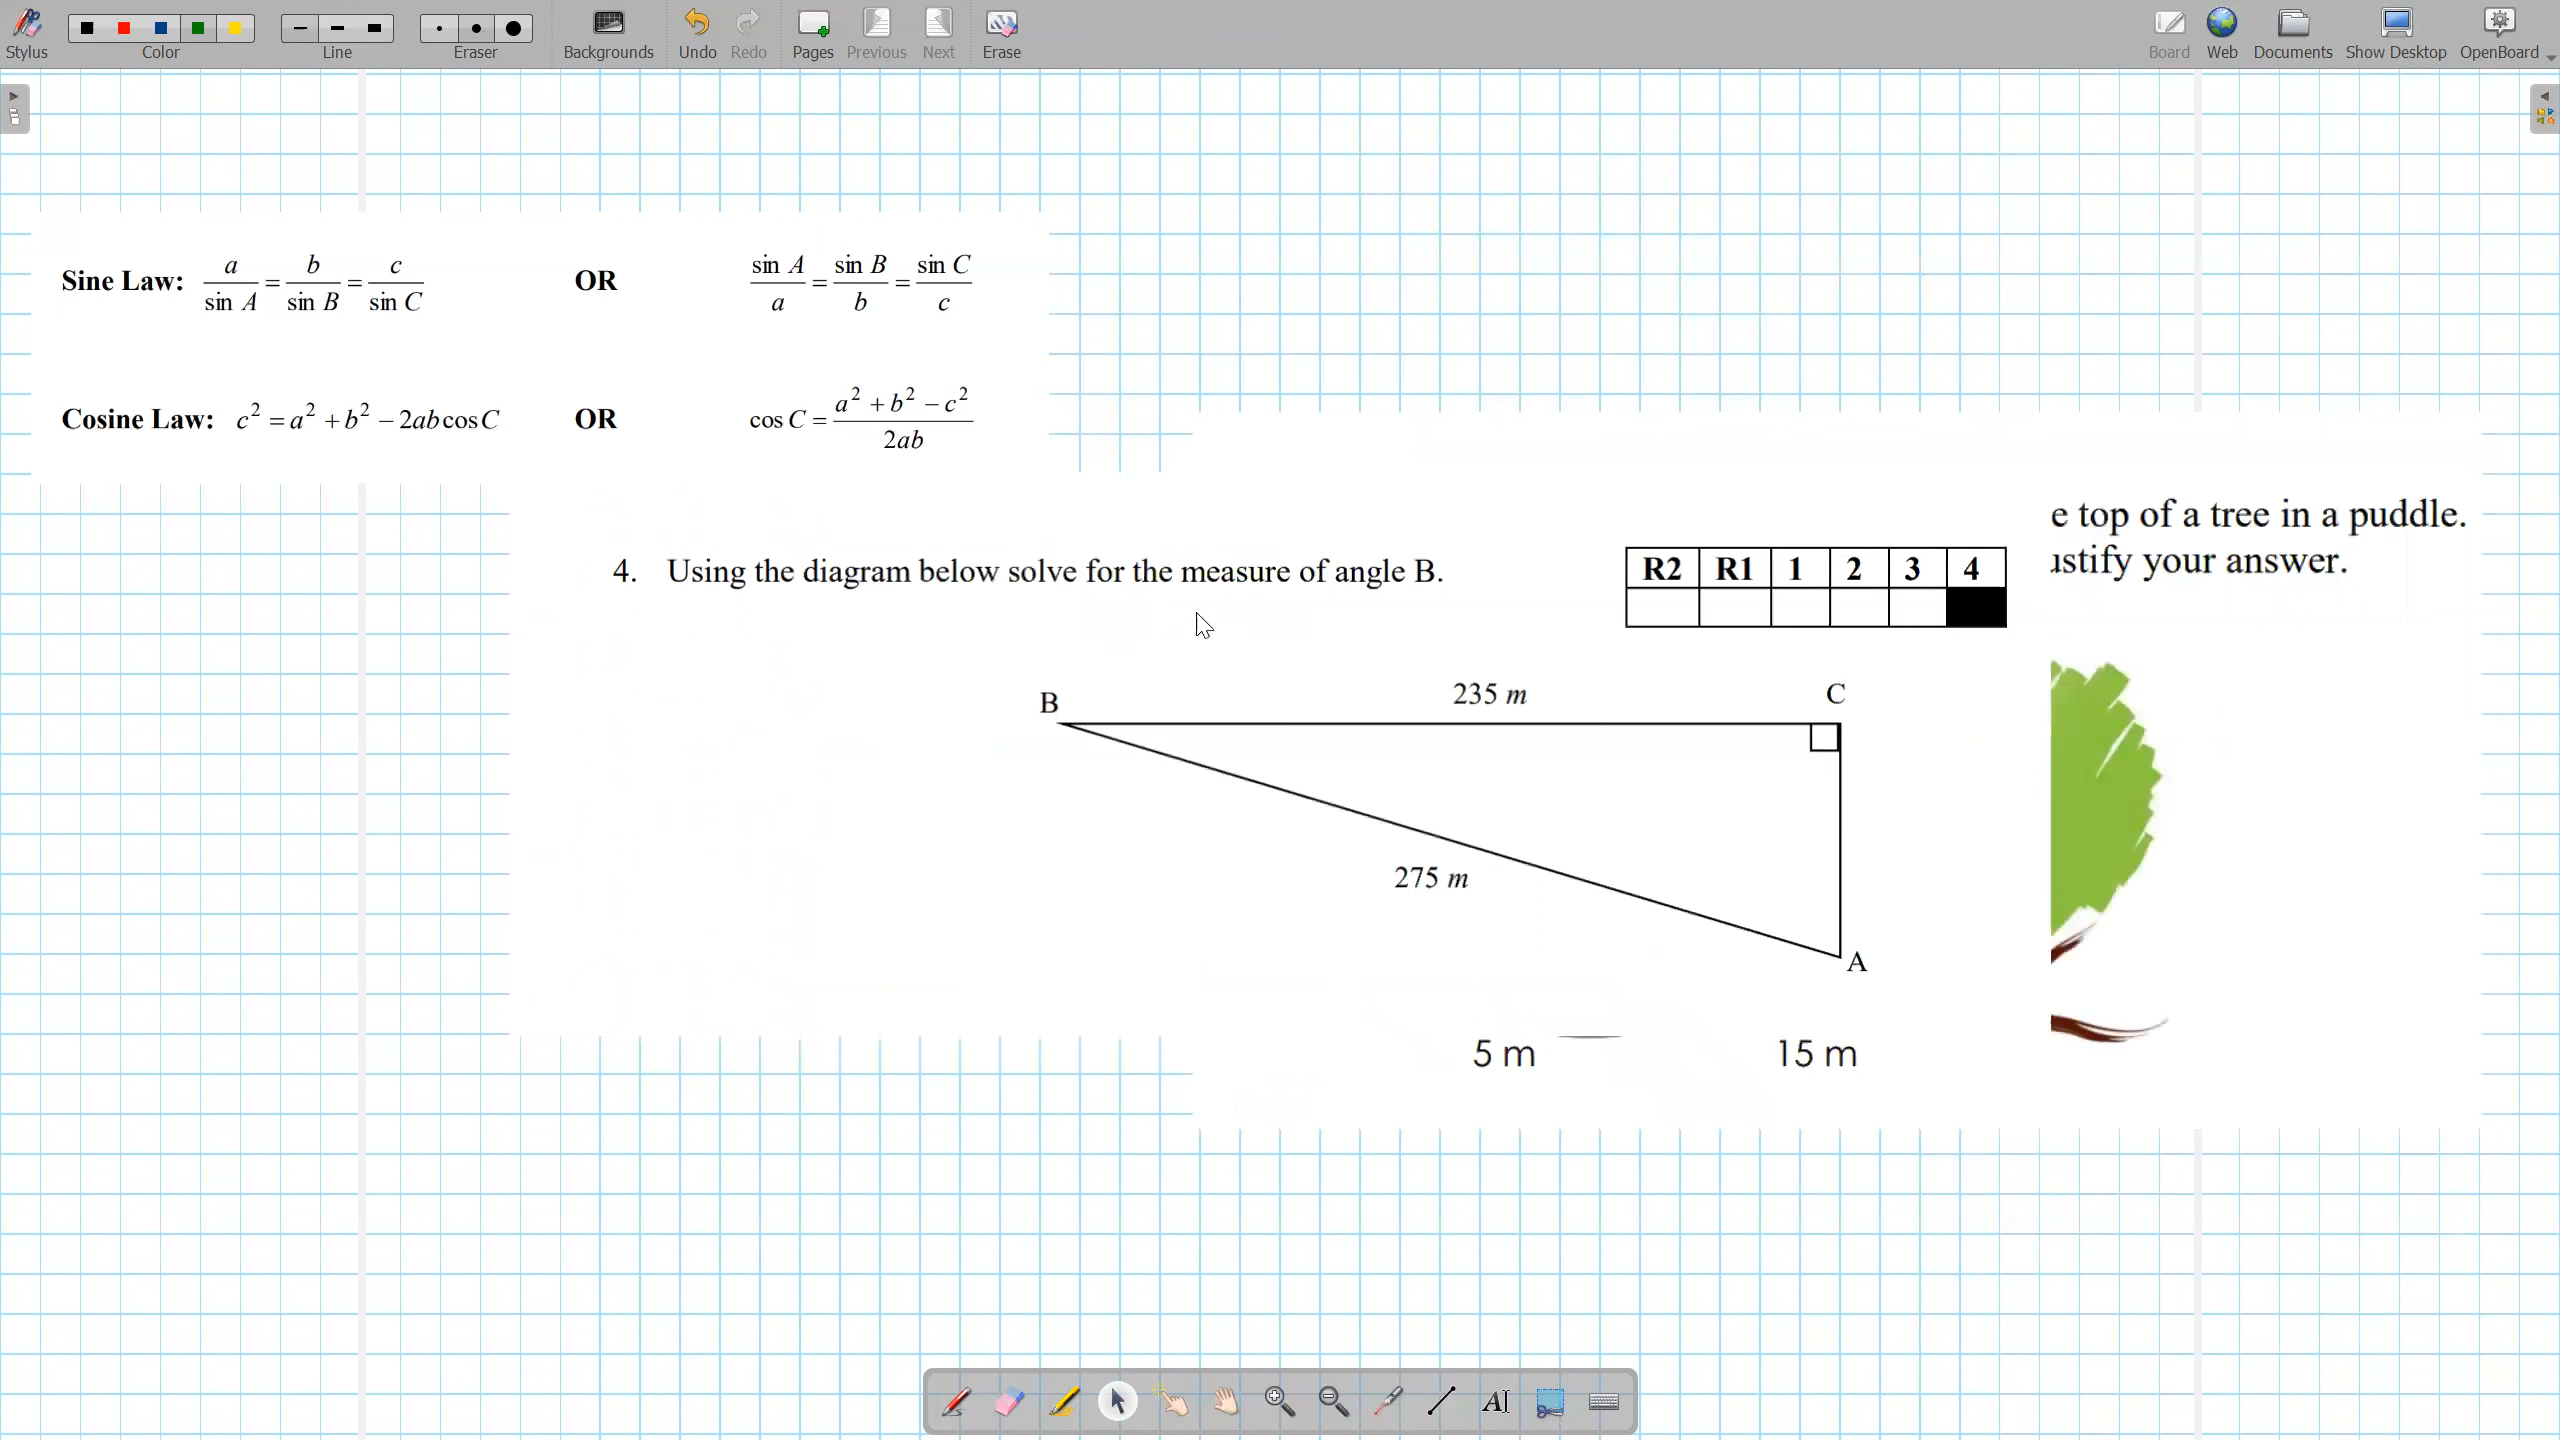 Stylus Color Line Eraser Backgrounds Undo Redo Pages Previous Next Erase Board Web Documents Show Desktop OpenBoard
Sine Law: a/sin A = b/sin B = c/sin C OR sin A/a = sin B/b = sin C/c
Cosine Law: c² = a² + b² − 2ab cos C OR cos C = (a² + b² − c²)/2ab
e top of a tree in a puddle.
ustify your answer.
4. Using the diagram below solve for the measure of angle B.
R2 R1 1 2 3 4
B 235 m C
275 m
A
5 m 15 m
AI